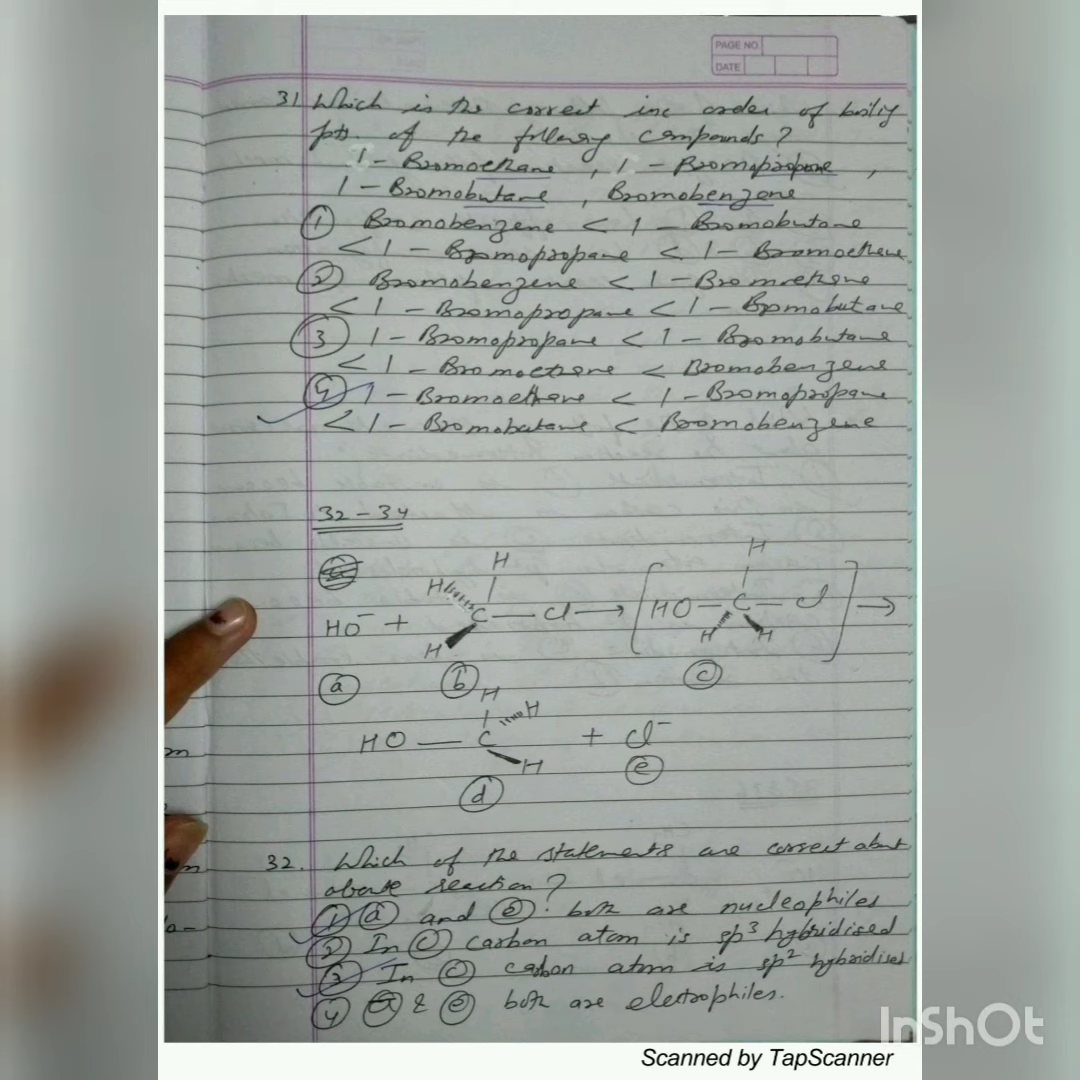 PAGE NO.
DATE
31 Which is the correct inc order of boilig
pts. of the following compounds?
1 - Bromoethane , 1 - Bromopropane ,
1 - Bromobutane , Bromobenzene
① Bromobenzene < 1 - Bromobutane
< 1 - Bromopropane < 1 - Bromoethene
② Bromobenzene < 1 - Bromoethane
< 1 - Bromopropane < 1 - Bromobutane
③ 1 - Bromopropane < 1 - Bromobutane
< 1 - Bromoethane < Bromobenzene
④ 1 - Bromoethane < 1 - Bromopropane
< 1 - Bromobutane < Bromobenzene
32 - 34
H H
H C — Cl → [ HO — C — Cl ] →
HO⁻ +
H H H
ⓐ ⓑ ⓒ
H H
HO — C + Cl⁻
H
ⓓ ⓔ
32. Which of the statements are correct about
above reaction?
① ⓐ and ⓔ both are nucleophiles
② In ⓒ carbon atom is sp³ hybridised
③ In ⓒ carbon atom is sp² hybridised
④ & ⓔ both are electrophiles.
InShOt
Scanned by TapScanner